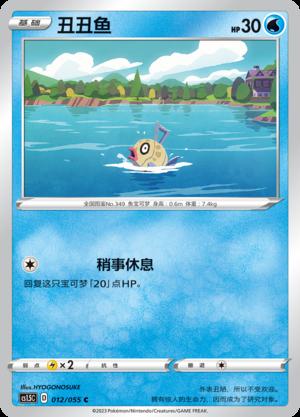 基础 丑丑鱼 HP30
全国图鉴No.349 鱼宝可梦 身高：0.6m 体重：7.4kg
稍事休息
回复这只宝可梦「20」点HP。
弱点 ×2 抗性 撤退
Illus.HYOGONOSUKE
D 012/055 C
外表丑陋，所以不受欢迎。
拥有惊人的生命力，因而成为了研究对象。
©2023 Pokémon/Nintendo/Creatures/GAME FREAK.